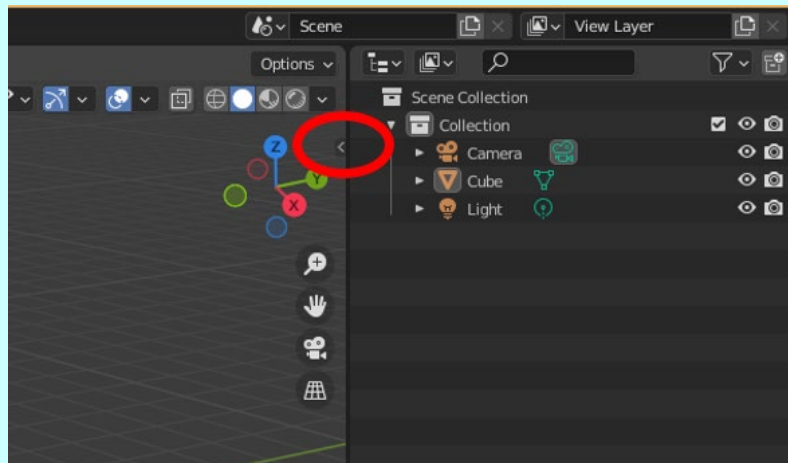 Scene
View Layer
Options
Scene Collection
Collection
Z
Camera
Y
Cube
X
Light